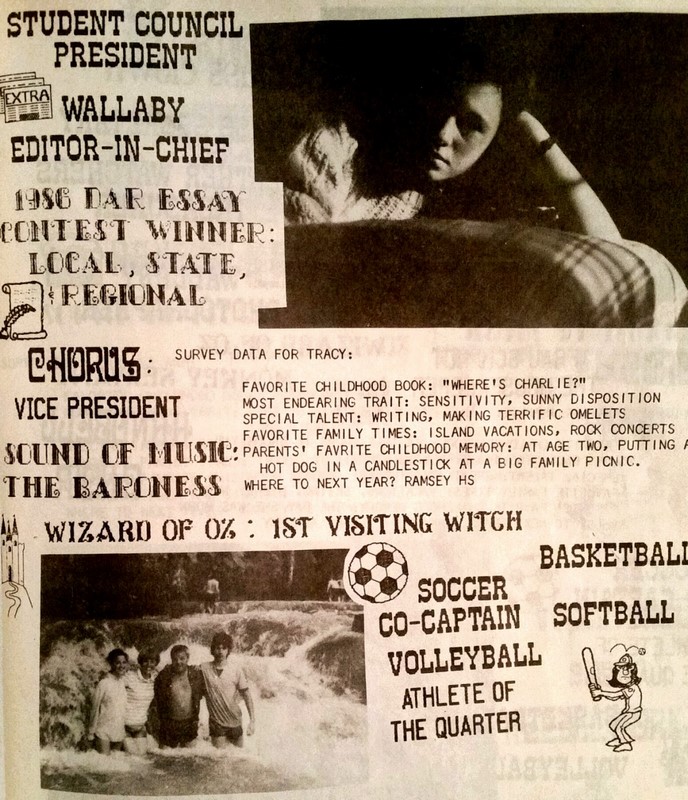 STUDENT COUNCIL
PRESIDENT
EXTRA
WALLABY
EDITOR-IN-CHIEF
1986 DAR ESSAY
CONTEST WINNER:
LOCAL, STATE,
& REGIONAL
CHORUS:
VICE PRESIDENT
SOUND OF MUSIC:
THE BARONESS
SURVEY DATA FOR TRACY:
FAVORITE CHILDHOOD BOOK: "WHERE'S CHARLIE?"
MOST ENDEARING TRAIT: SENSITIVITY, SUNNY DISPOSITION
SPECIAL TALENT: WRITING, MAKING TERRIFIC OMELETS
FAVORITE FAMILY TIMES: ISLAND VACATIONS, ROCK CONCERTS
PARENTS' FAVRITE CHILDHOOD MEMORY: AT AGE TWO, PUTTING A
HOT DOG IN A CANDLESTICK AT A BIG FAMILY PICNIC.
WHERE TO NEXT YEAR? RAMSEY HS
WIZARD OF OZ: 1ST VISITING WITCH
SOCCER
CO-CAPTAIN
VOLLEYBALL
ATHLETE OF
THE QUARTER
BASKETBALL
SOFTBALL